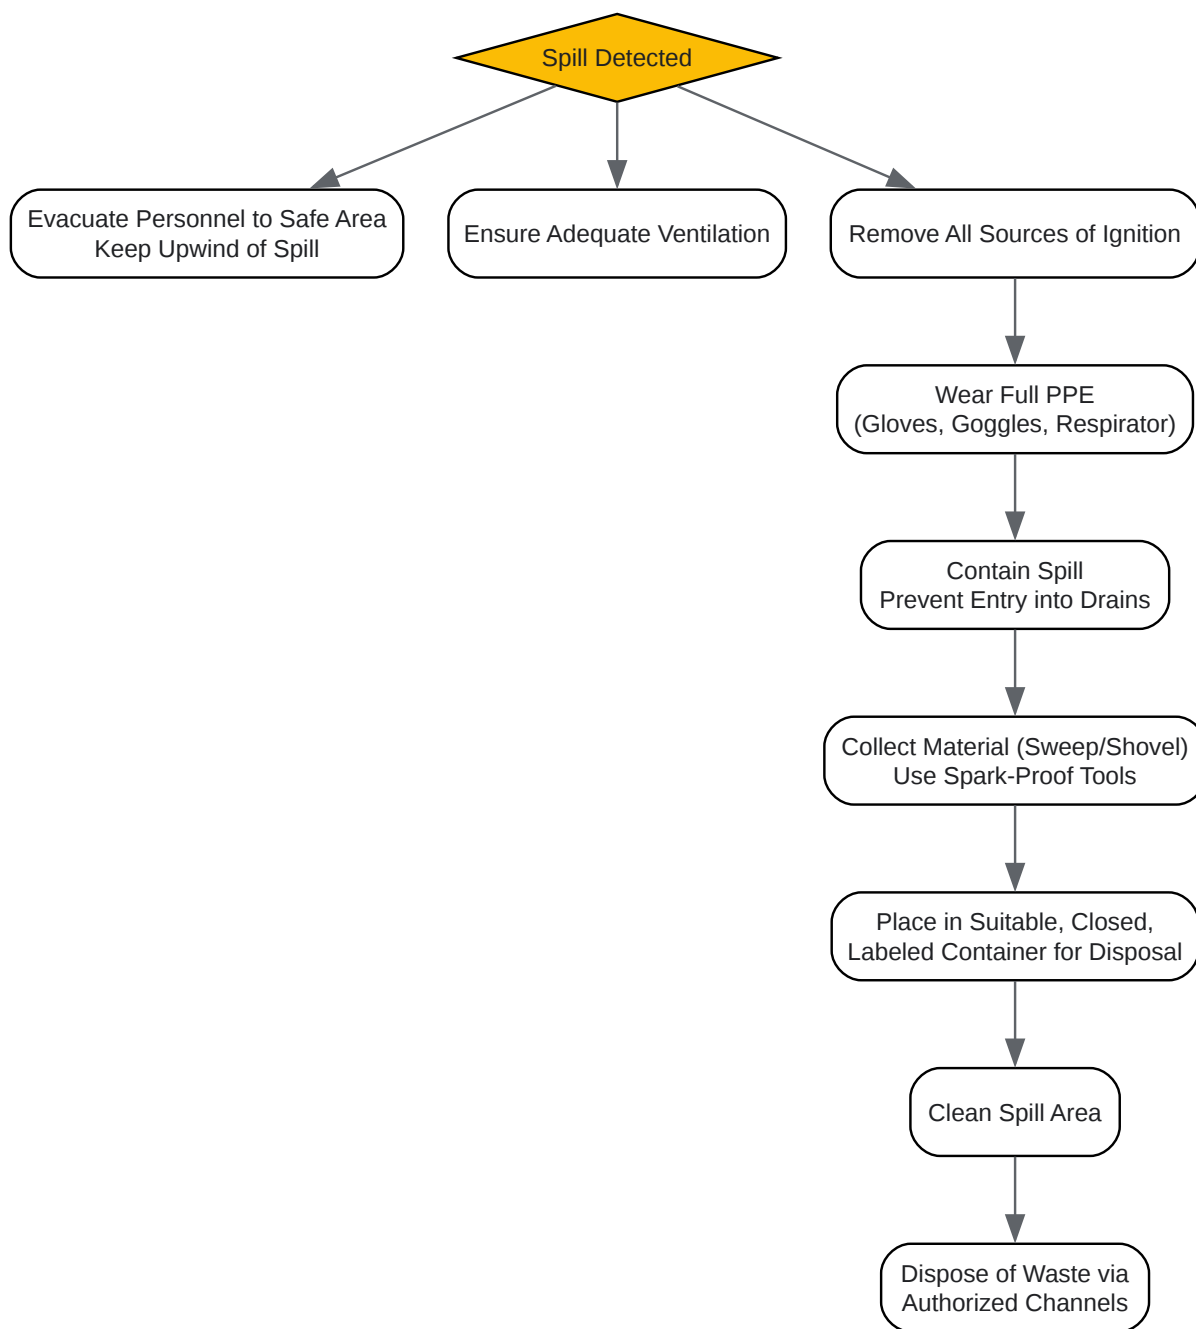 Spill Detected
Evacuate Personnel to Safe Area
Keep Upwind of Spill
Ensure Adequate Ventilation
Remove All Sources of Ignition
Wear Full PPE
(Gloves, Goggles, Respirator)
Contain Spill
Prevent Entry into Drains
Collect Material (Sweep/Shovel)
Use Spark-Proof Tools
Place in Suitable, Closed,
Labeled Container for Disposal
Clean Spill Area
Dispose of Waste via
Authorized Channels